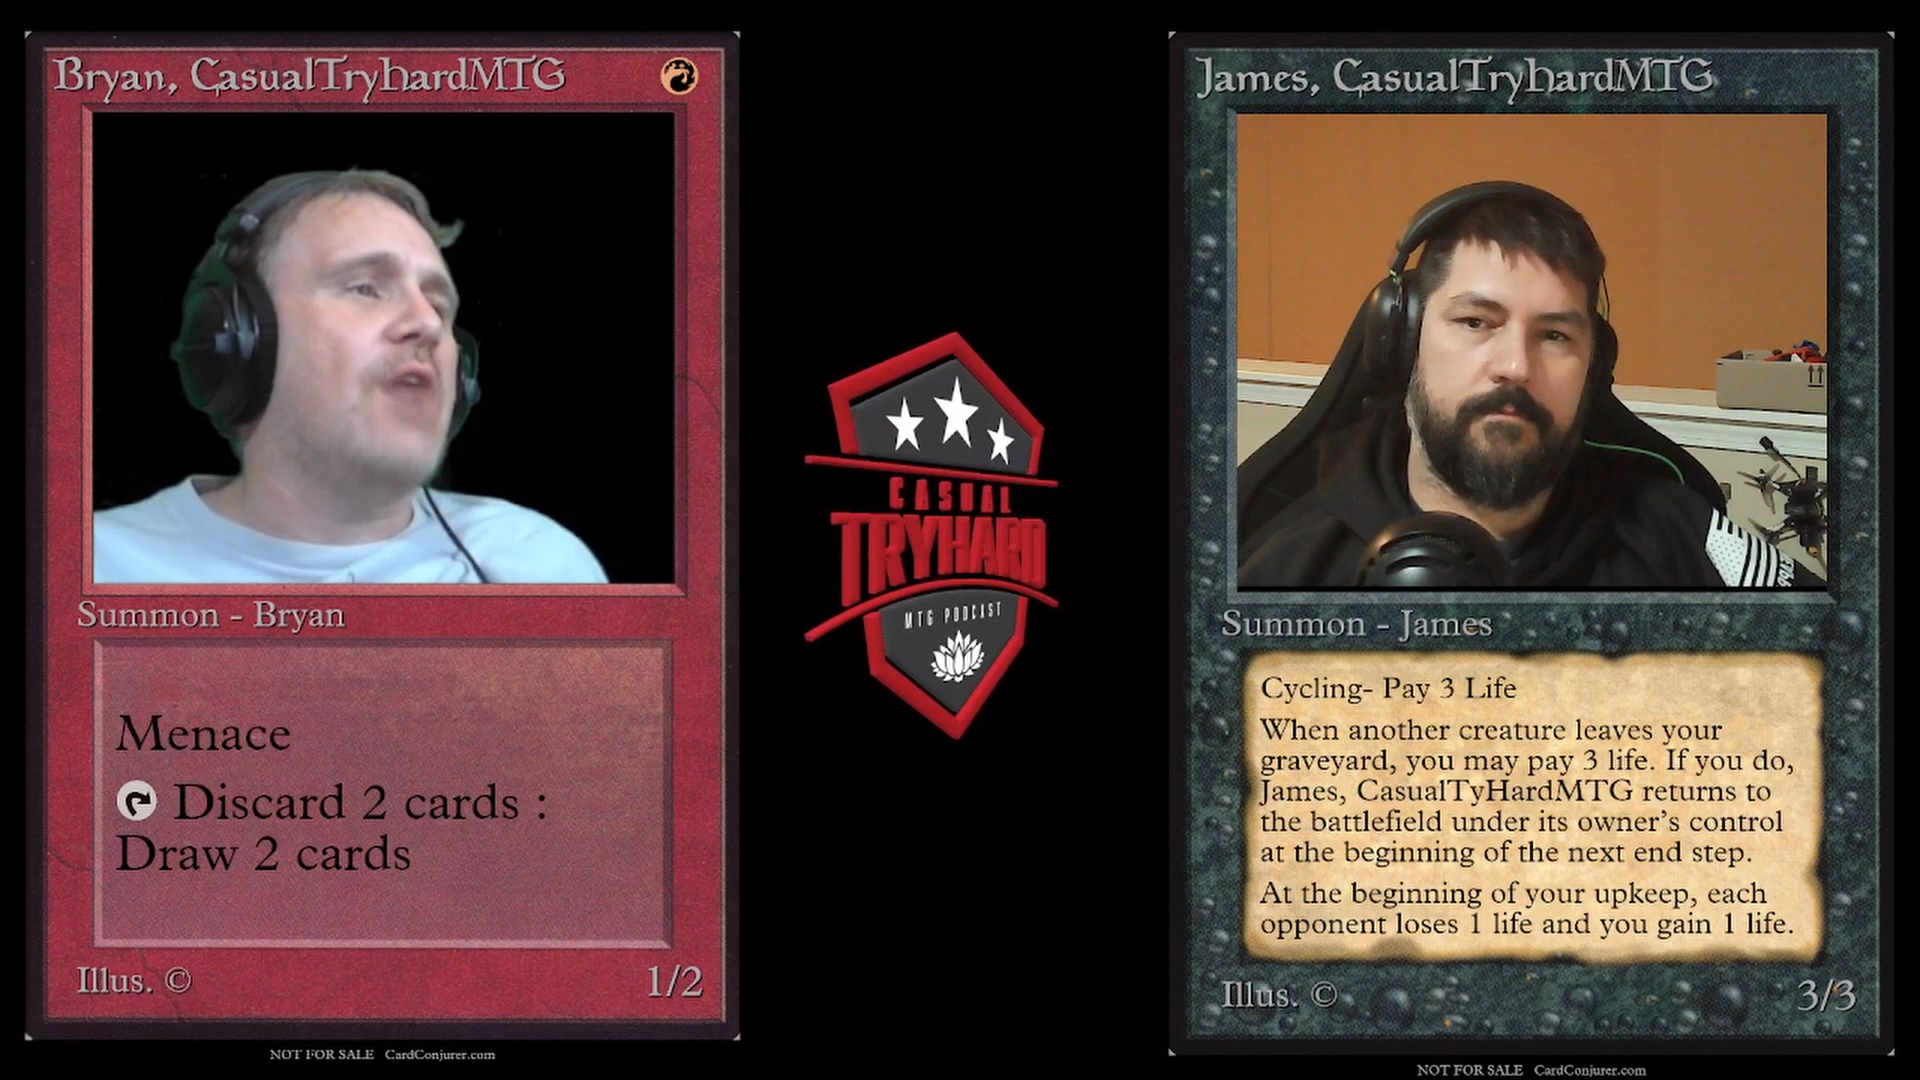 Bryan, CasualTryhardMTG
Summon - Bryan
Menace
Discard 2 cards :
Draw 2 cards
Illus. ©
1/2
NOT FOR SALE CardConjurer.com
CASUAL
TRYHARD
MTG PODCAST
James, CasualTryhardMTG
Summon - James
Cycling- Pay 3 Life
When another creature leaves your
graveyard, you may pay 3 life. If you do,
James, CasualTyHardMTG returns to
the battlefield under its owner's control
at the beginning of the next end step.
At the beginning of your upkeep, each
opponent loses 1 life and you gain 1 life.
Illus. ©
3/3
NOT FOR SALE CardConjurer.com